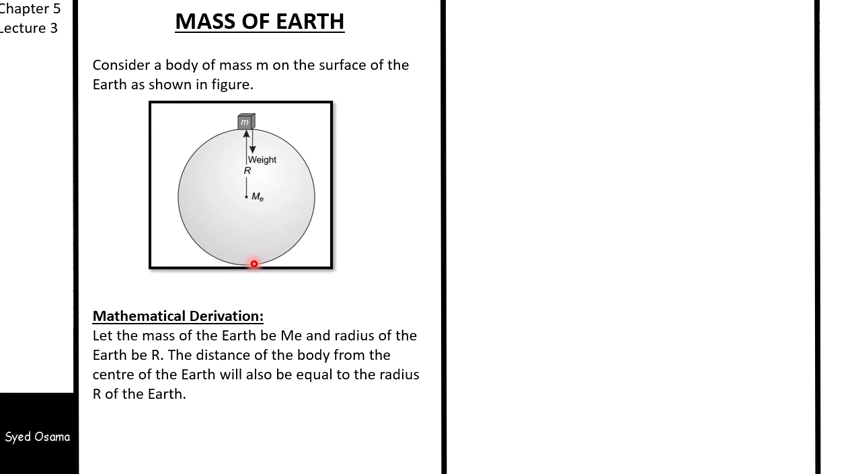 Chapter 5
Lecture 3
MASS OF EARTH
Consider a body of mass m on the surface of the
Earth as shown in figure.
m
Weight
R
Me
Mathematical Derivation:
Let the mass of the Earth be Me and radius of the
Earth be R. The distance of the body from the
centre of the Earth will also be equal to the radius
R of the Earth.
Syed Osama